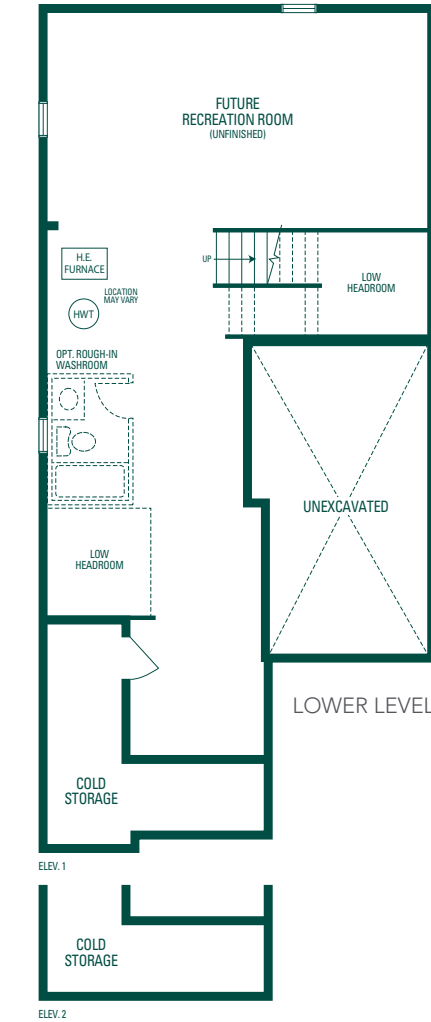 FUTURE
RECREATION ROOM
(UNFINISHED)
UP
LOW
HEADROOM
H.E.
FURNACE
LOCATION
MAY VARY
HWT
OPT. ROUGH-IN
WASHROOM
UNEXCAVATED
LOW
HEADROOM
LOWER LEVEL
COLD
STORAGE
ELEV. 1
COLD
STORAGE
ELEV. 2